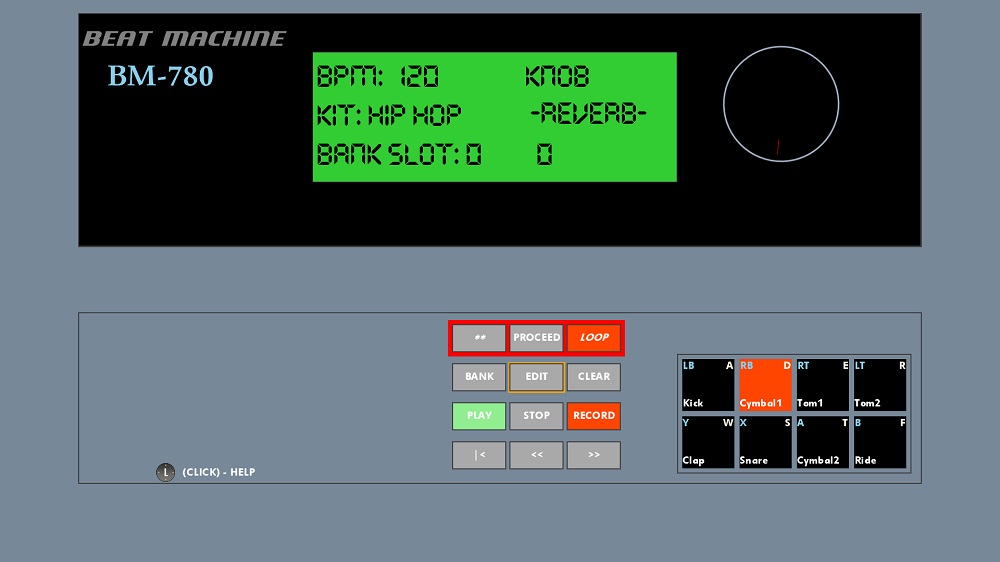 BEAT MACHINE
BM-780
BPM: 120
KNOB
KIT: HIP HOP
-REVERB-
BANK SLOT: 0
0
** PROCEED LOOP
BANK EDIT CLEAR
PLAY STOP RECORD
|< << >>
LB A RB D RT E LT R
Kick Cymbal1 Tom1 Tom2
Y W X S A T B F
Clap Snare Cymbal2 Ride
L (CLICK) - HELP